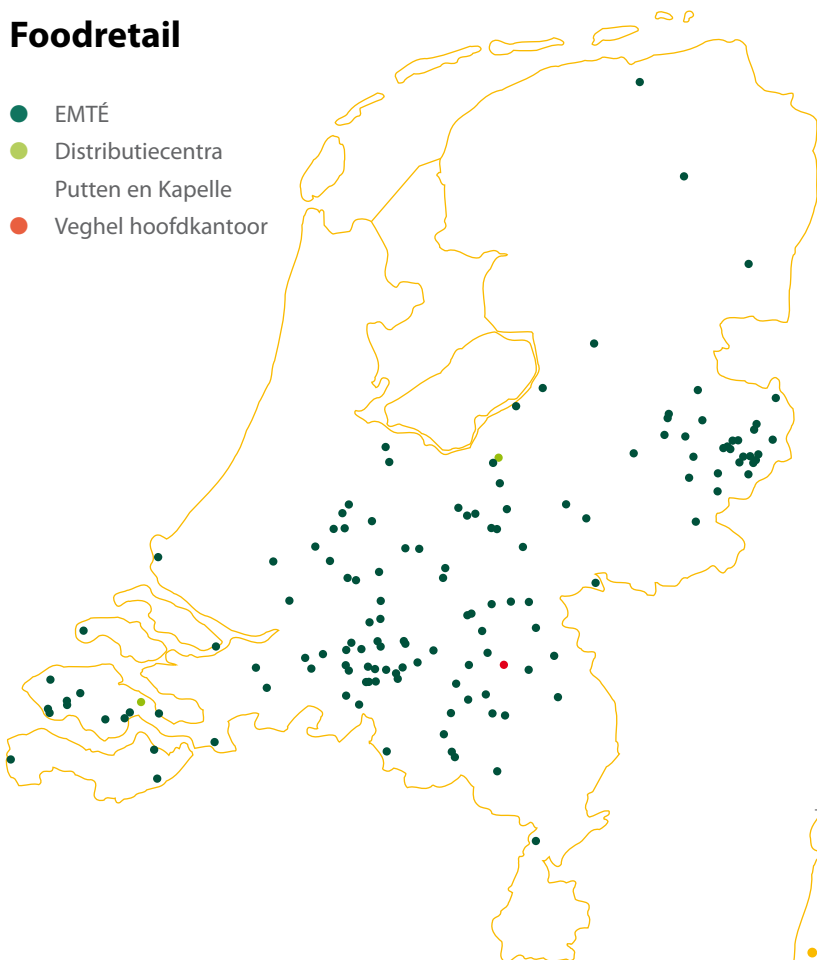 Foodretail
EMTÉ
Distributiecentra
Putten en Kapelle
Veghel hoofdkantoor